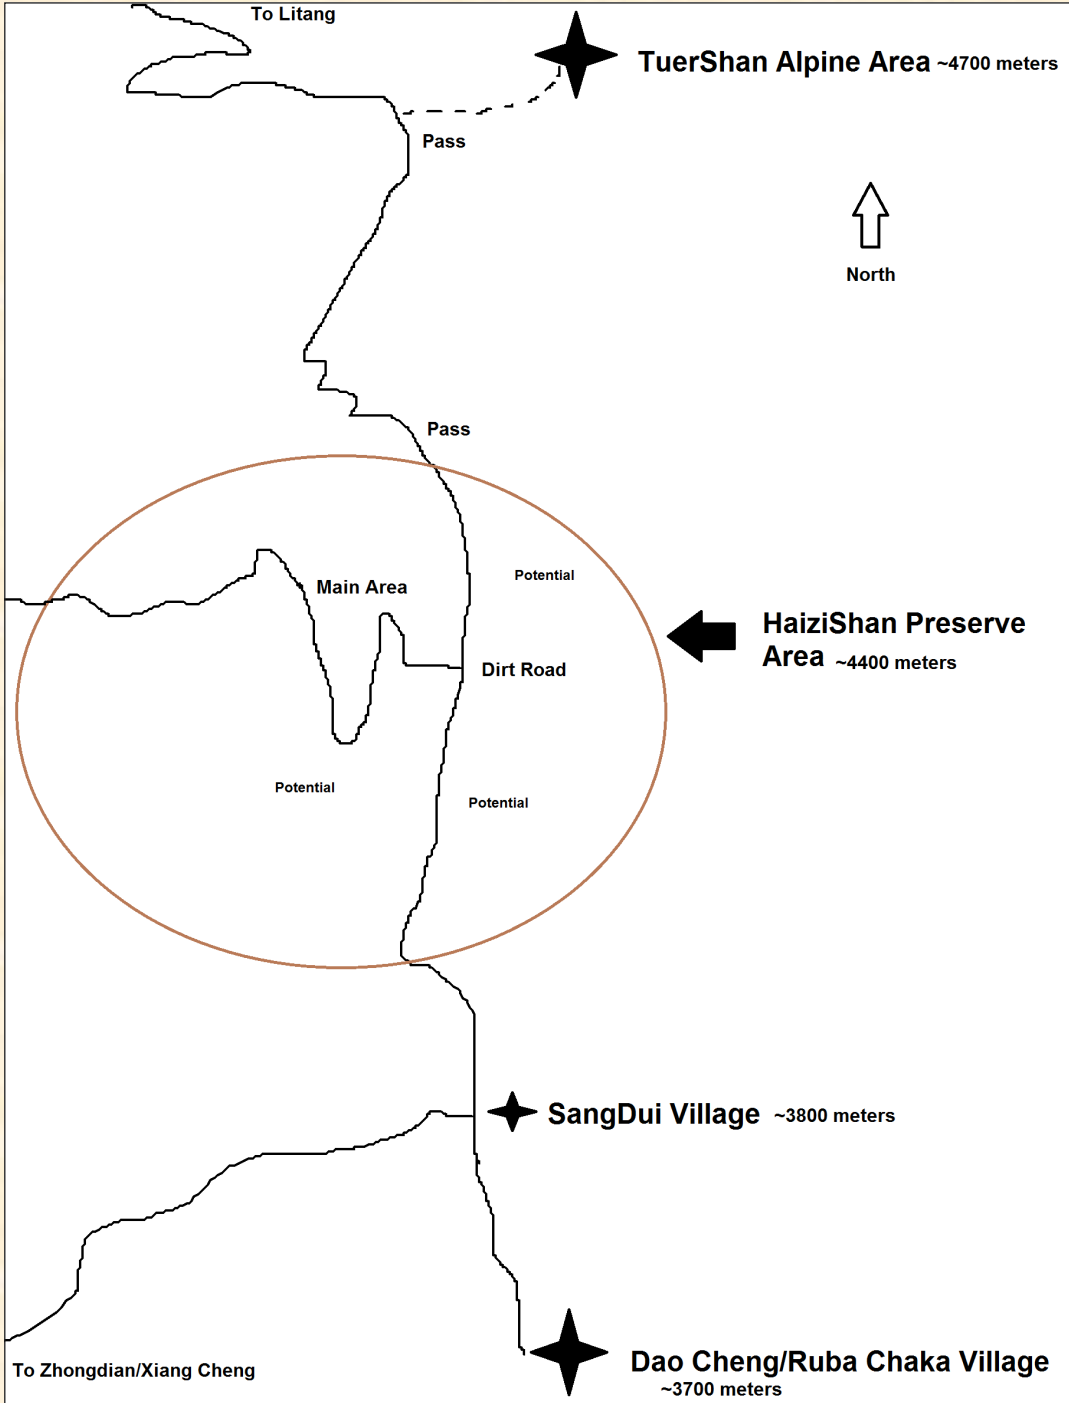 To Litang
TuerShan Alpine Area ~4700 meters
Pass
North
Pass
Potential
Main Area
HaiziShan Preserve
Area ~4400 meters
Dirt Road
Potential
Potential
SangDui Village ~3800 meters
Dao Cheng/Ruba Chaka Village
~3700 meters
To Zhongdian/Xiang Cheng